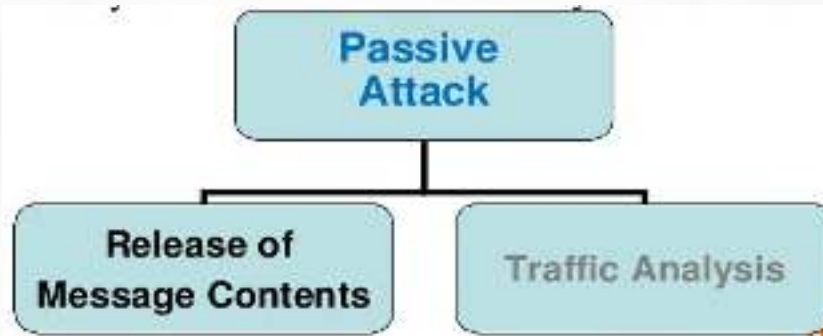 Passive
Attack
Release of
Message Contents
Traffic Analysis